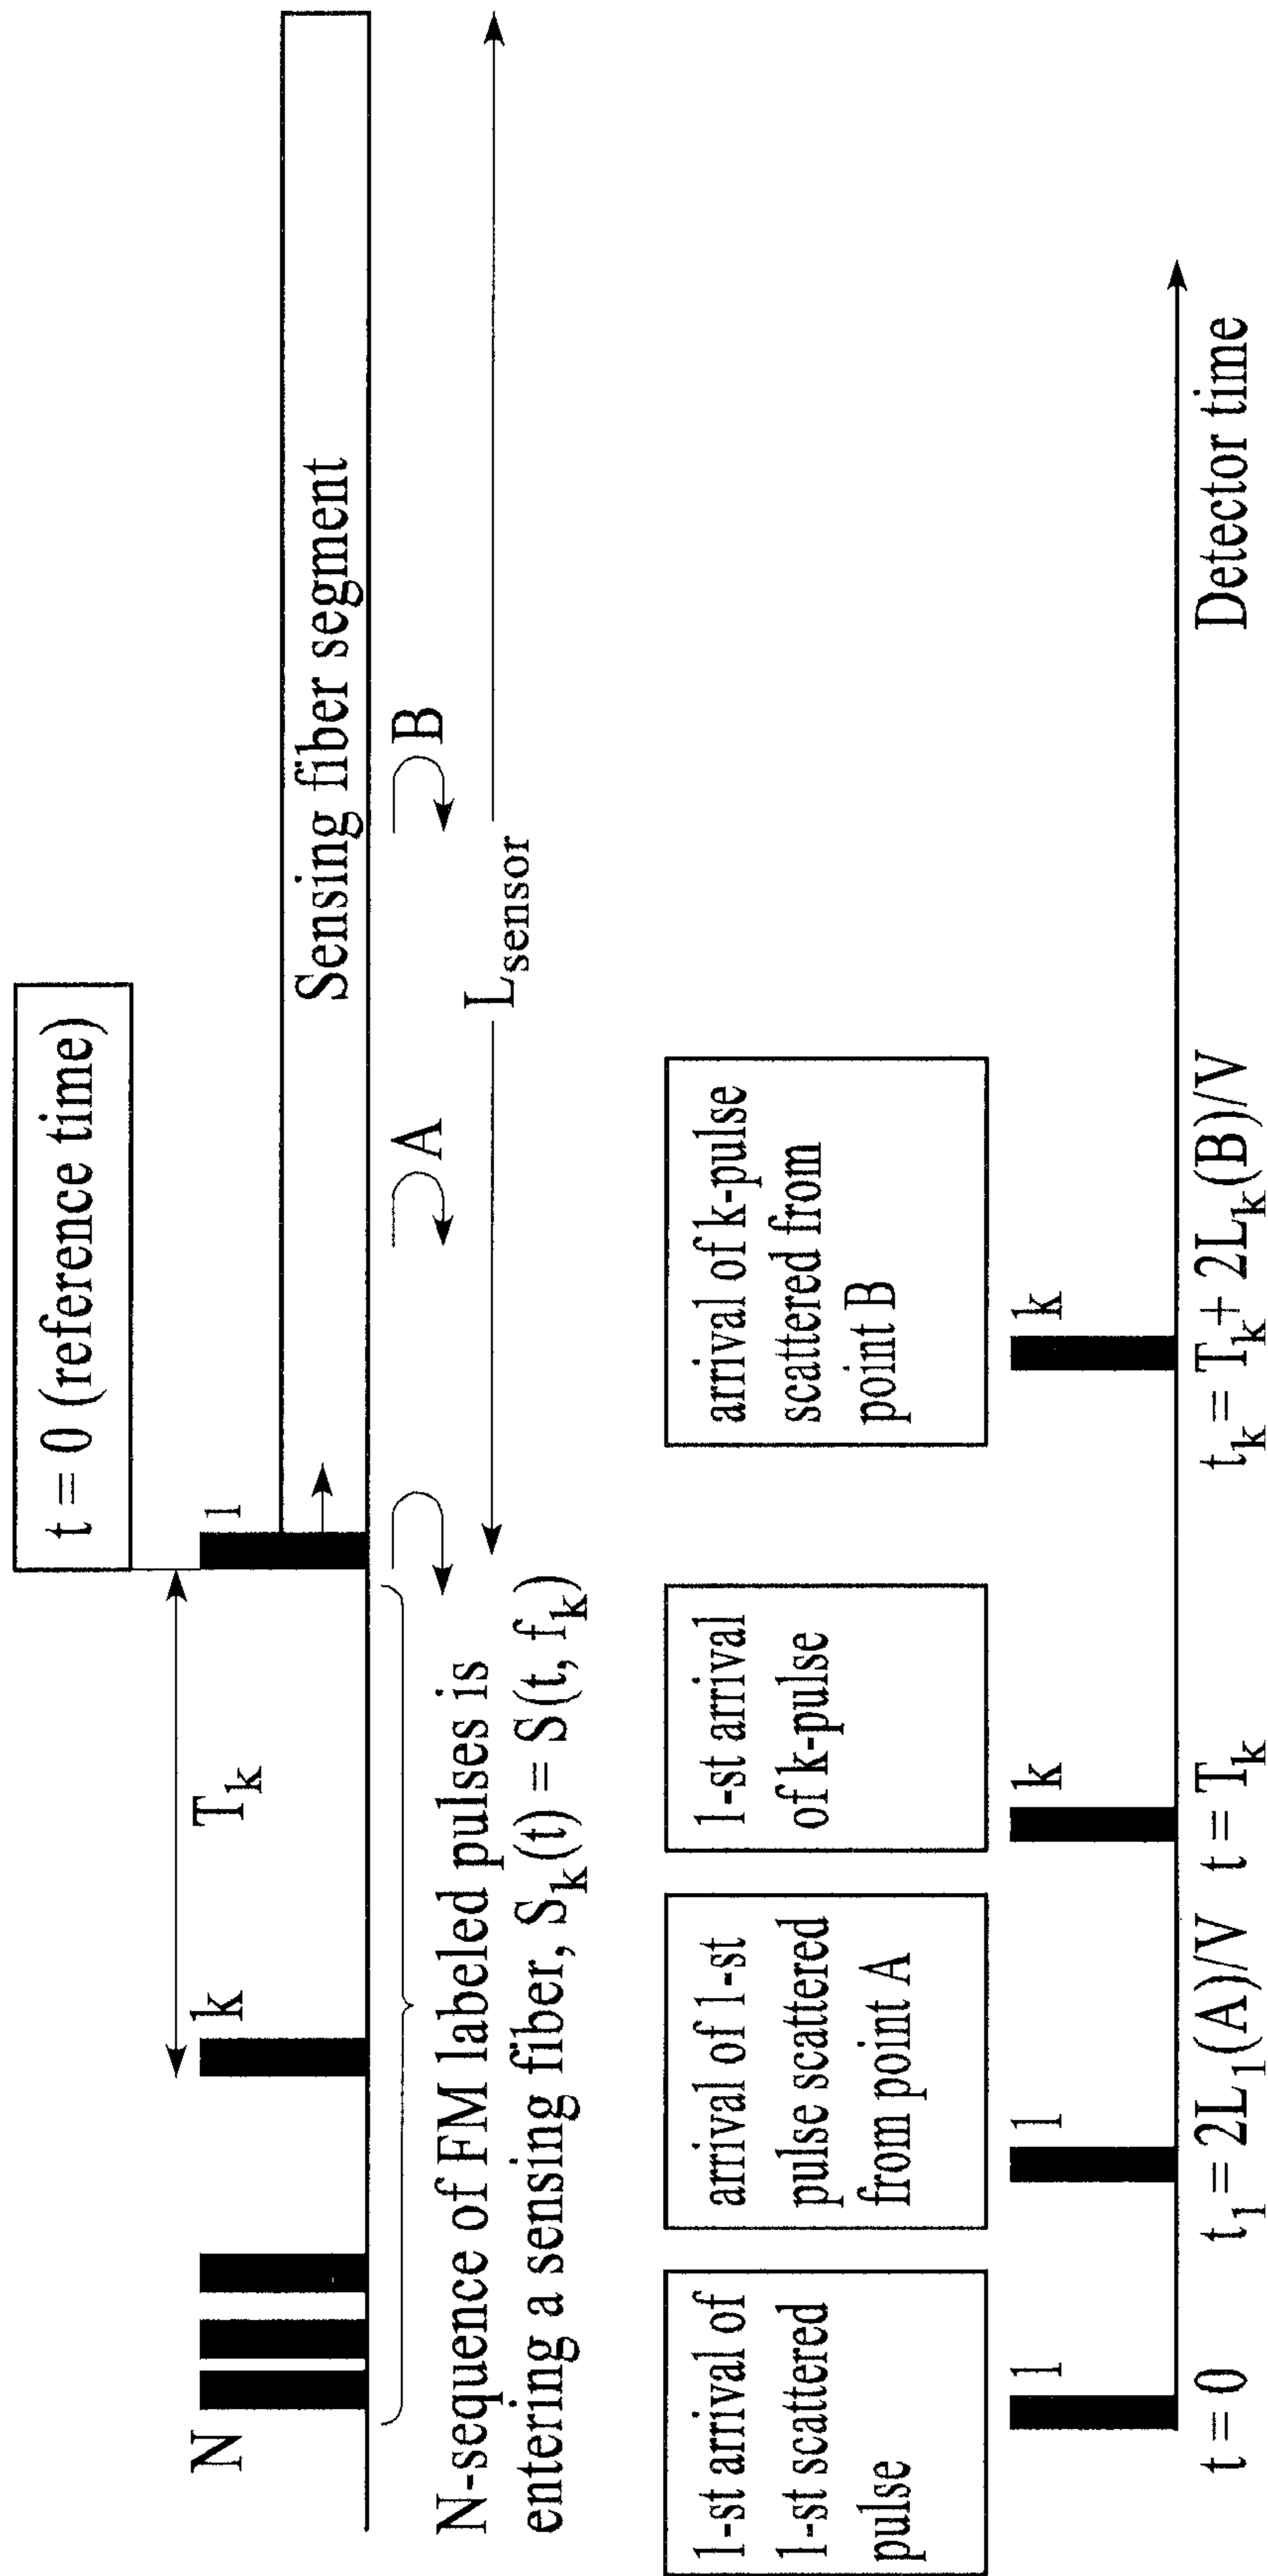 t = 0 (reference time)
N
k
T_k
1
Sensing fiber segment
A
B
L_sensor
N-sequence of FM labeled pulses is
entering a sensing fiber, S_k(t) = S(t, f_k)
1-st arrival of
1-st scattered
pulse
arrival of 1-st
pulse scattered
from point A
1-st arrival
of k-pulse
arrival of k-pulse
scattered from
point B
1
1
k
k
t = 0
t_1 = 2L_1(A)/V
t = T_k
t_k = T_k + 2L_k(B)/V
Detector time